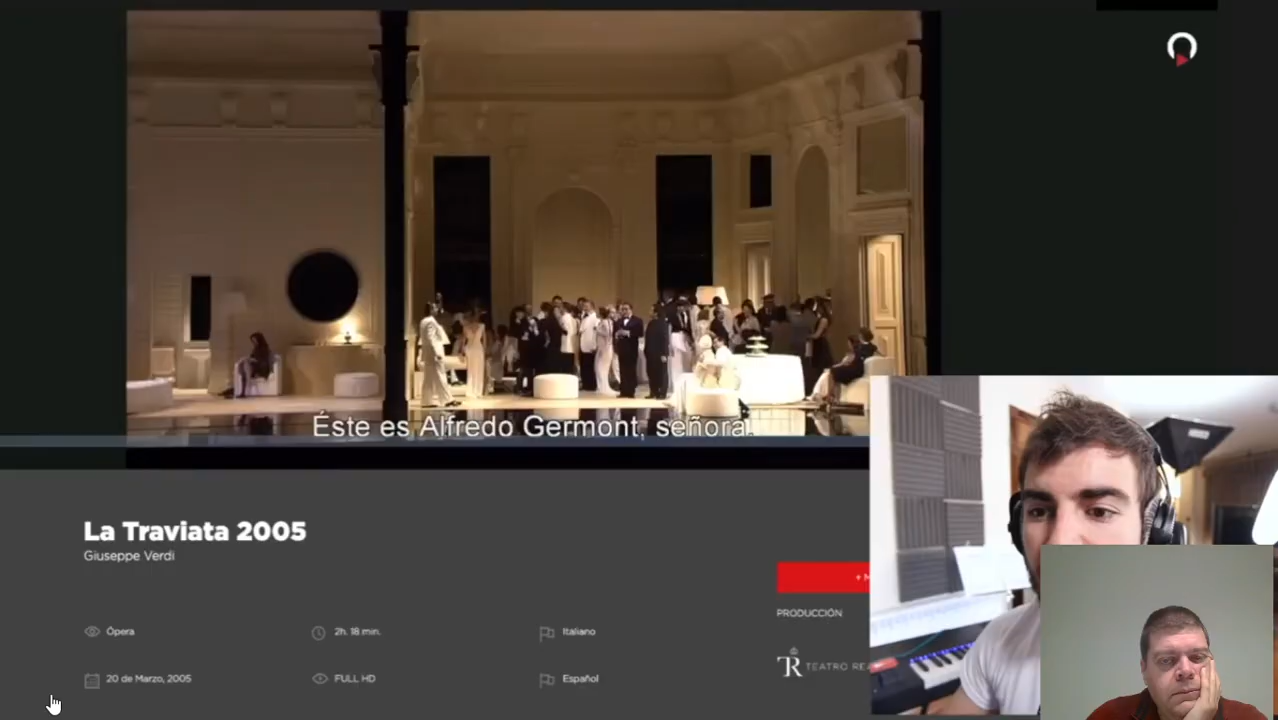 Éste es Alfredo Germont, señora.
La Traviata 2005
Giuseppe Verdi
+ M
PRODUCCIÓN
Ópera
2h. 18 min.
Italiano
TR TEATRO REA
20 de Marzo, 2005
FULL HD
Español